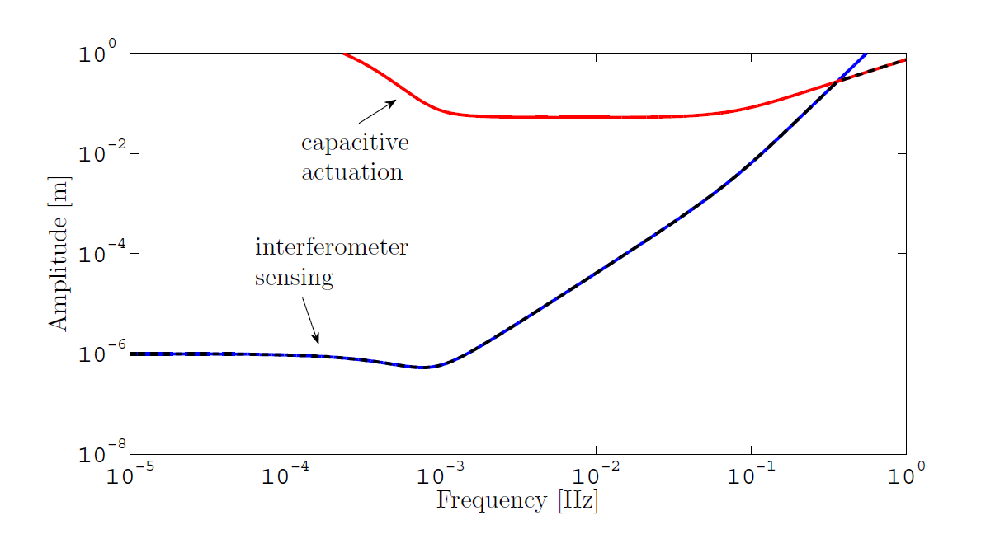 10^0
capacitive
actuation
10^-2
Amplitude [m]
interferometer
sensing
10^-4
10^-6
10^-8
10^-5 10^-4 10^-3 10^-2 10^-1 10^0
Frequency [Hz]